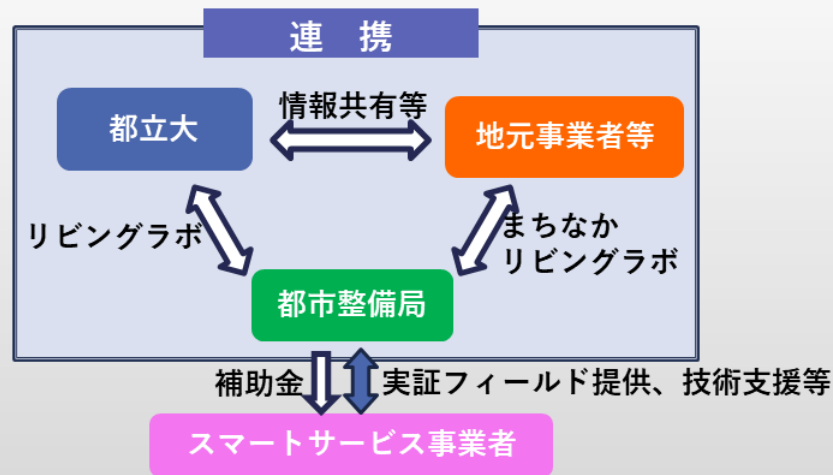 連　携
都立大
情報共有等
地元事業者等
リビングラボ
まちなか
リビングラボ
都市整備局
補助金
実証フィールド提供、技術支援等
スマートサービス事業者